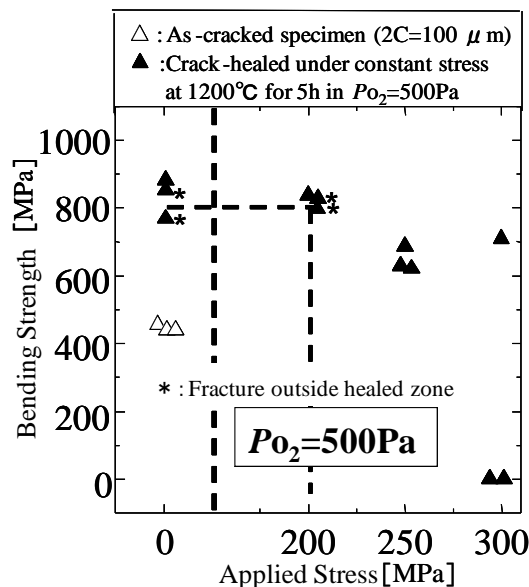 △ : As-cracked specimen (2C=100 μm)
▲ :Crack-healed under constant stress
at 1200℃ for 5h in Po₂=500Pa
1000
800
600
400
200
0
Bending Strength [MPa]
*
*
*
*
* : Fracture outside healed zone
Po₂=500Pa
0 200 250 300
Applied Stress [MPa]